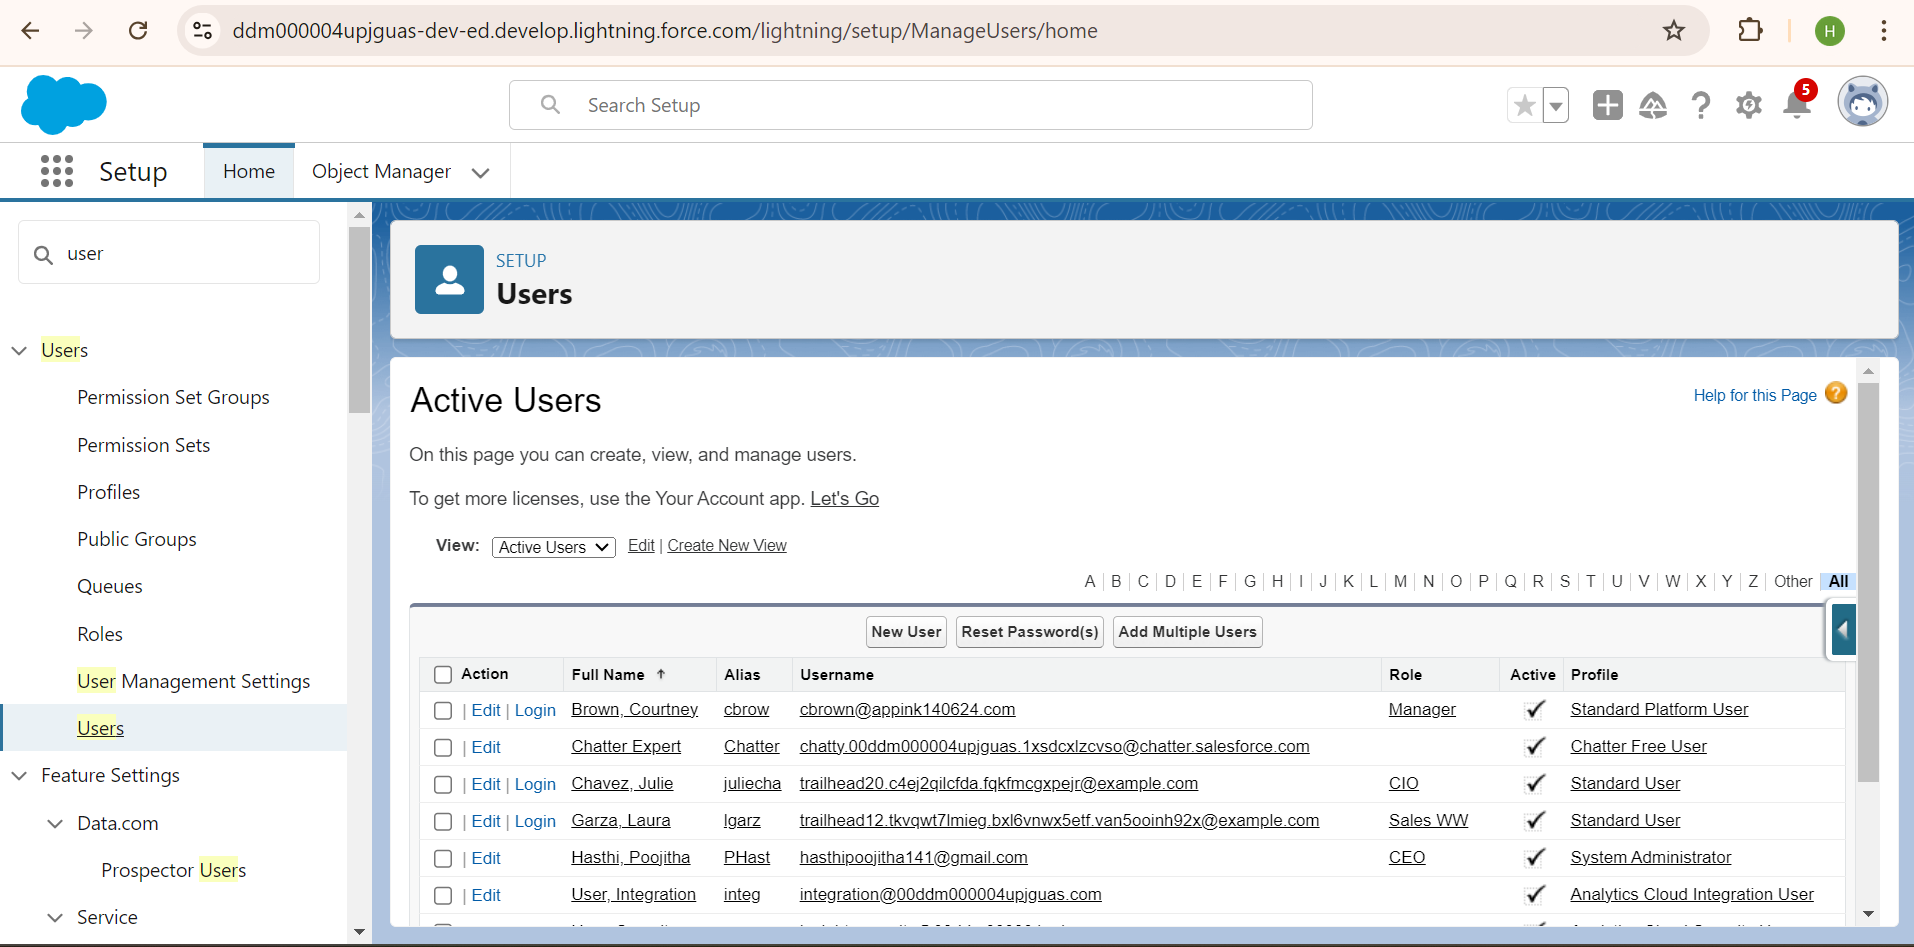 ddm000004upjguas-dev-ed.develop.lightning.force.com/lightning/setup/ManageUsers/home
H
Search Setup
5
Setup
Home
Object Manager
user
Users
Permission Set Groups
Permission Sets
Profiles
Public Groups
Queues
Roles
User Management Settings
Users
Feature Settings
Data.com
Prospector Users
Service
SETUP
Users
Active Users
Help for this Page ?
On this page you can create, view, and manage users.
To get more licenses, use the Your Account app. Let's Go
View: Active Users Edit | Create New View
A | B | C | D | E | F | G | H | I | J | K | L | M | N | O | P | Q | R | S | T | U | V | W | X | Y | Z | Other All
New User Reset Password(s) Add Multiple Users
Action Full Name ↑ Alias Username Role Active Profile
| Edit | Login Brown, Courtney cbrow cbrown@appink140624.com Manager ✓ Standard Platform User
| Edit Chatter Expert Chatter chatty.00ddm000004upjguas.1xsdcxlzcvso@chatter.salesforce.com ✓ Chatter Free User
| Edit | Login Chavez, Julie juliecha trailhead20.c4ej2qilcfda.fqkfmcgxpejr@example.com CIO ✓ Standard User
| Edit | Login Garza, Laura lgarz trailhead12.tkvqwt7lmieg.bxl6vnwx5etf.van5ooinh92x@example.com Sales WW ✓ Standard User
| Edit Hasthi, Poojitha PHast hasthipoojitha141@gmail.com CEO ✓ System Administrator
| Edit User, Integration integ integration@00ddm000004upjguas.com ✓ Analytics Cloud Integration User